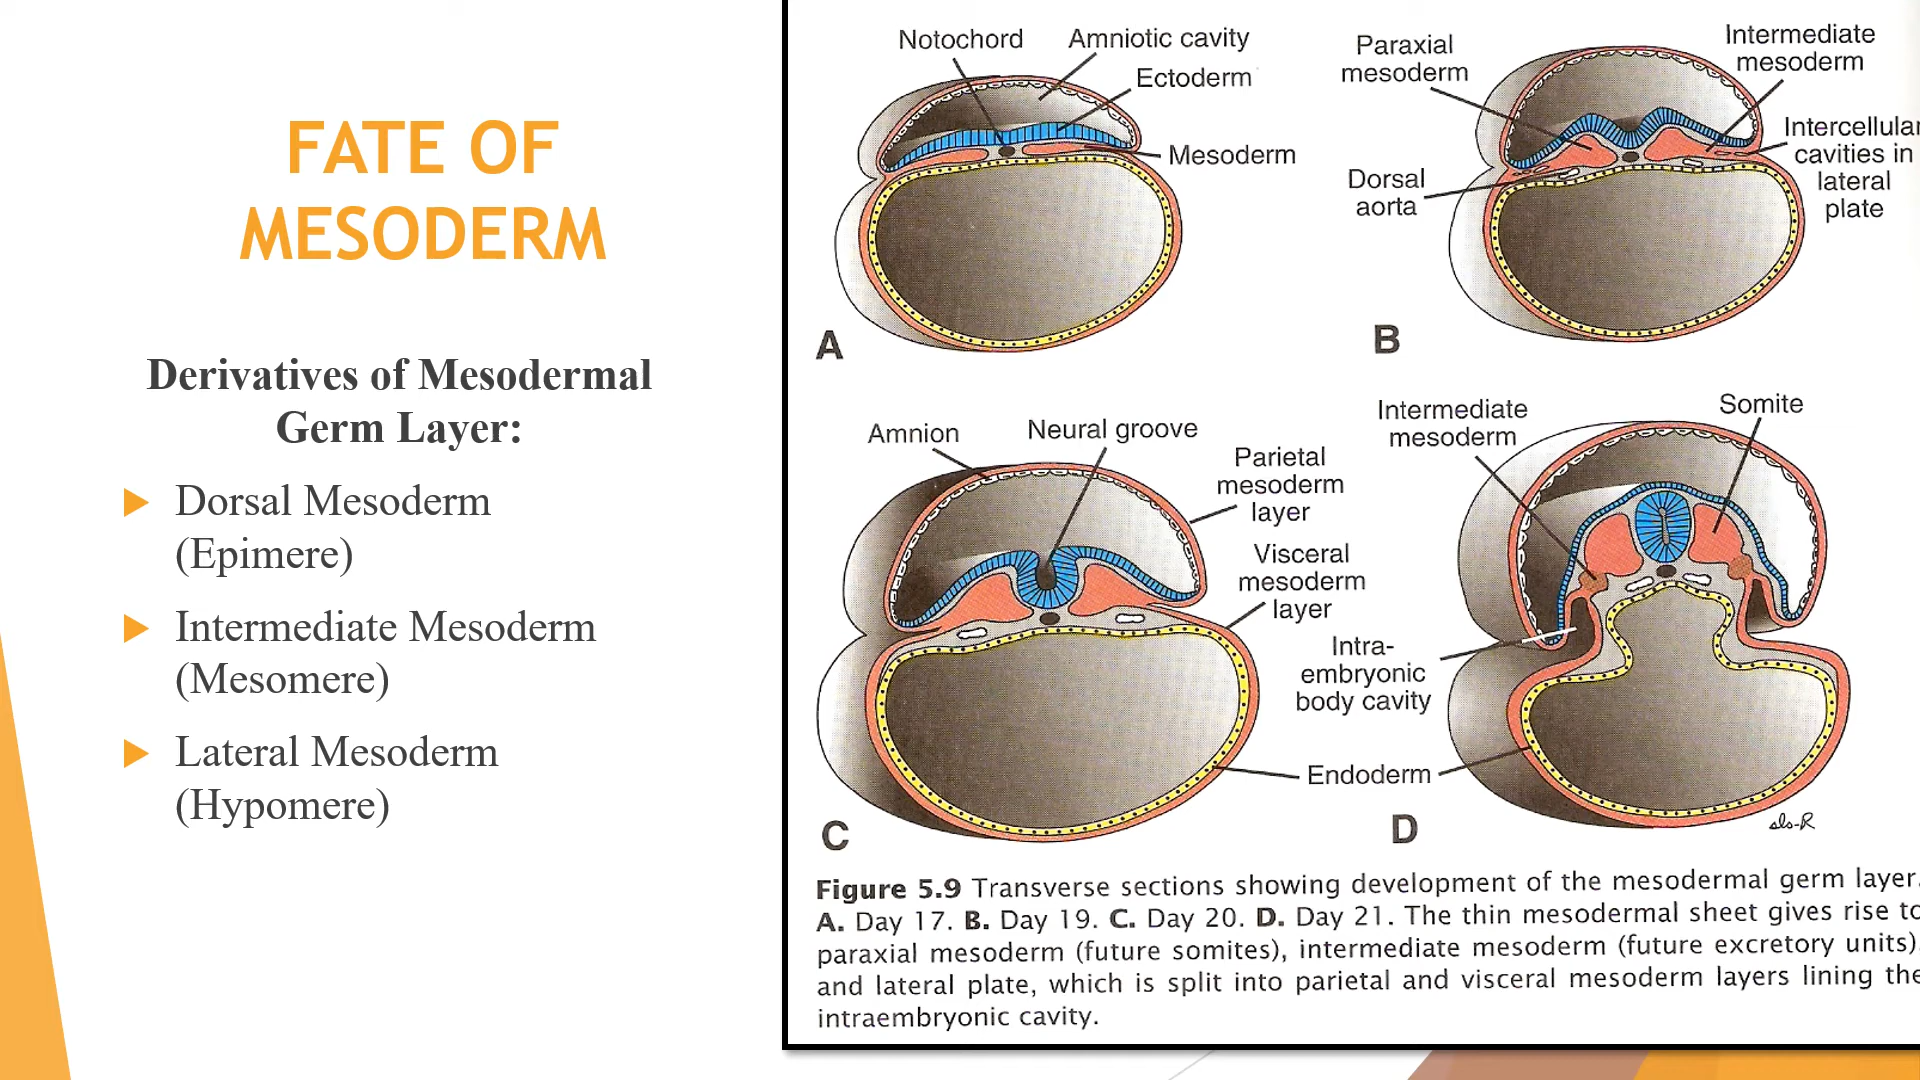 FATE OF
MESODERM
Derivatives of Mesodermal
Germ Layer:
Dorsal Mesoderm
(Epimere)
Intermediate Mesoderm
(Mesomere)
Lateral Mesoderm
(Hypomere)
Notochord
Amniotic cavity
Ectoderm
Mesoderm
A
Paraxial
mesoderm
Intermediate
mesoderm
Intercellular
cavities in
lateral
plate
Dorsal
aorta
B
Amnion
Neural groove
Parietal
mesoderm
layer
Visceral
mesoderm
layer
C
Intermediate
mesoderm
Somite
Intra-
embryonic
body cavity
Endoderm
D
sls-R
Figure 5.9 Transverse sections showing development of the mesodermal germ layer.
A. Day 17. B. Day 19. C. Day 20. D. Day 21. The thin mesodermal sheet gives rise to
paraxial mesoderm (future somites), intermediate mesoderm (future excretory units),
and lateral plate, which is split into parietal and visceral mesoderm layers lining the
intraembryonic cavity.